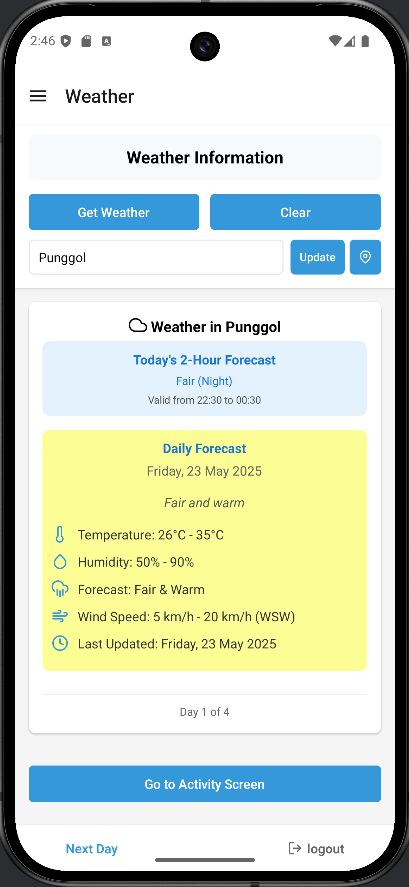 2:46
Weather
Weather Information
Get Weather
Clear
Punggol
Update
Weather in Punggol
Today's 2-Hour Forecast
Fair (Night)
Valid from 22:30 to 00:30
Daily Forecast
Friday, 23 May 2025
Fair and warm
Temperature: 26°C - 35°C
Humidity: 50% - 90%
Forecast: Fair & Warm
Wind Speed: 5 km/h - 20 km/h (WSW)
Last Updated: Friday, 23 May 2025
Day 1 of 4
Go to Activity Screen
Next Day
logout